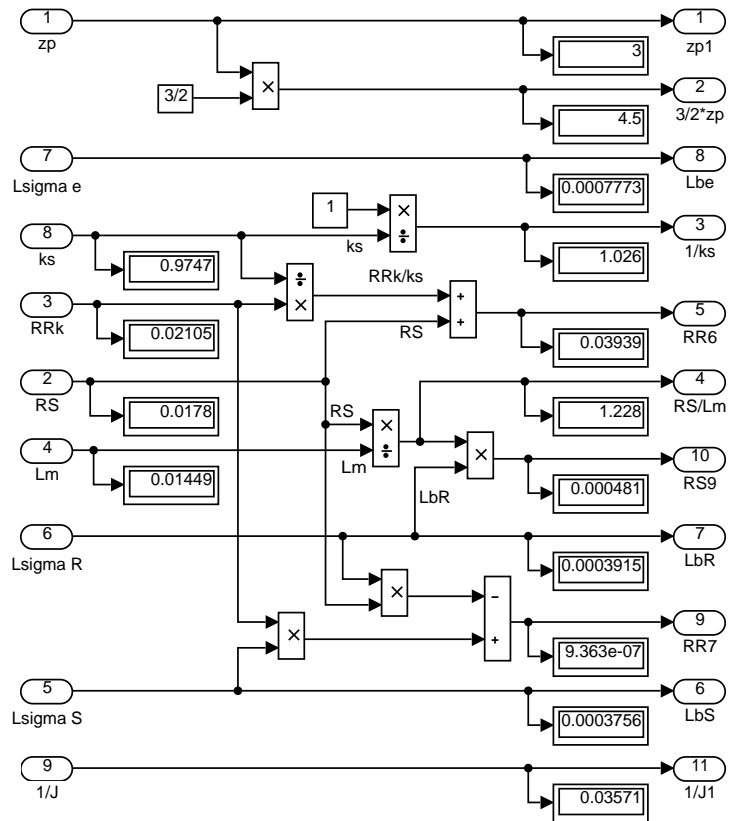 1
zp
3
1
zp1
3/2
×
4.5
2
3/2*zp
7
Lsigma e
0.0007773
8
Lbe
1
×
÷
8
ks
ks
1.026
3
1/ks
0.9747
÷
×
RRk/ks
3
RRk
+
+
RS
5
RR6
0.02105
0.03939
2
RS
4
RS/Lm
0.0178
RS
×
÷
1.228
4
Lm
Lm
×
10
RS9
0.01449
LbR
0.000481
6
Lsigma R
7
LbR
0.0003915
×
−
+
×
9
RR7
9.363e-07
5
Lsigma S
6
LbS
0.0003756
9
1/J
11
1/J1
0.03571